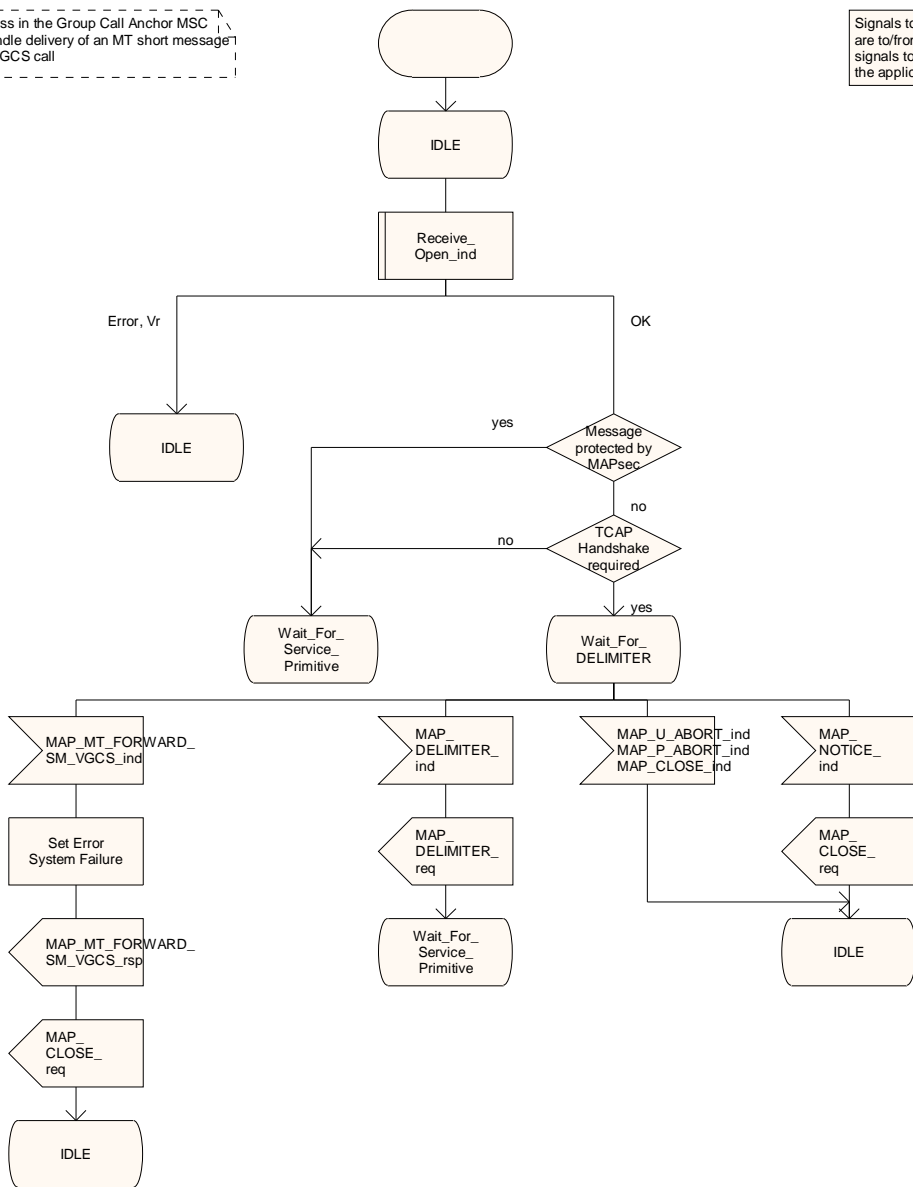 ss in the Group Call Anchor MSC
ndle delivery of an MT short message
VGCS call
Signals to
are to/from
signals to
the applic
IDLE
Receive_
Open_ind
Error, Vr
OK
IDLE
yes
Message
protected by
MAPsec
no
no
TCAP
Handshake
required
yes
Wait_For_
Service_
Primitive
Wait_For_
DELIMITER
MAP_MT_FORWARD_
SM_VGCS_ind
MAP_
DELIMITER_
ind
MAP_U_ABORT_ind
MAP_P_ABORT_ind
MAP_CLOSE_ind
MAP_
NOTICE_
ind
Set Error
System Failure
MAP_
DELIMITER_
req
MAP_
CLOSE_
req
MAP_MT_FORWARD_
SM_VGCS_rsp
Wait_For_
Service_
Primitive
IDLE
MAP_
CLOSE_
req
IDLE